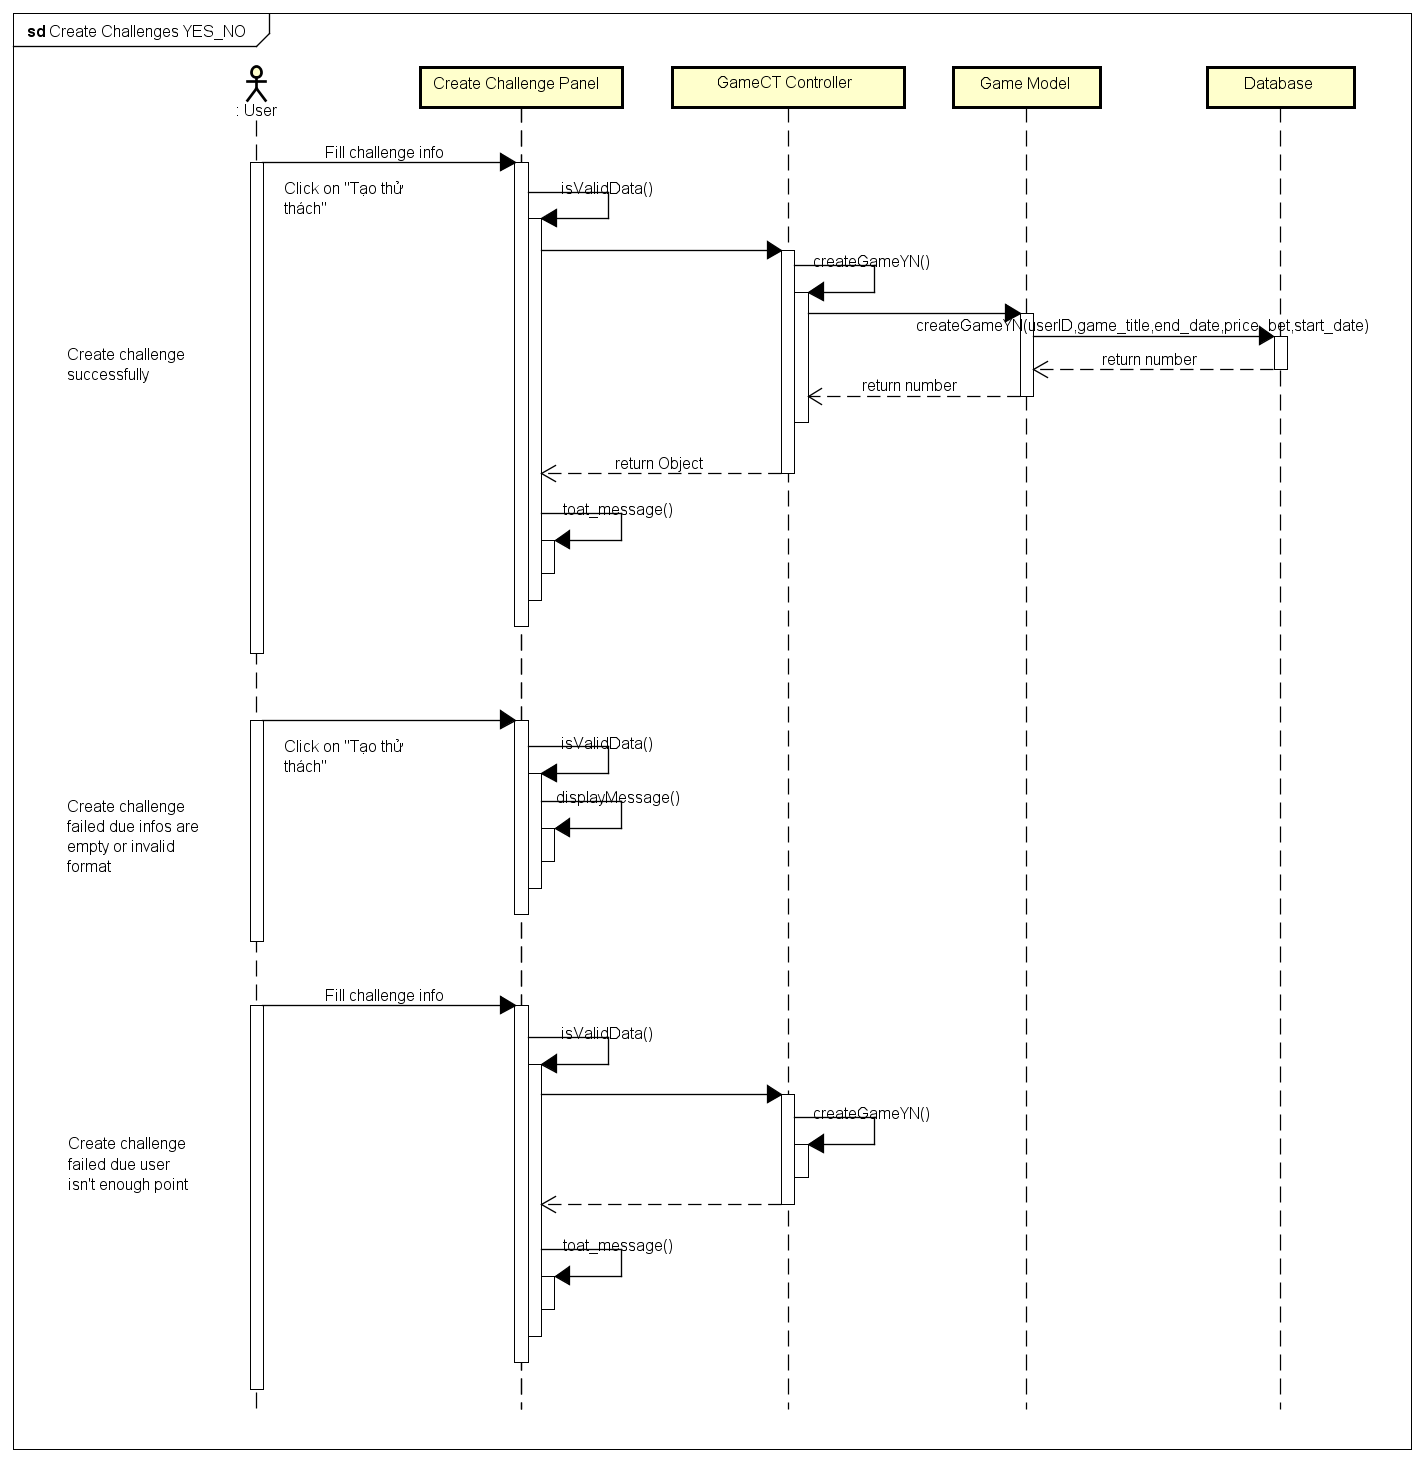 sd Create Challenges YES_NO
: User
Create Challenge Panel
GameCT Controller
Game Model
Database
Fill challenge info
Click on "Tạo thử
thách"
isValidData()
createGameYN()
createGameYN(userID,game_title,end_date,price_bet,start_date)
return number
return number
Create challenge
successfully
return Object
toat_message()
Click on "Tạo thử
thách"
isValidData()
displayMessage()
Create challenge
failed due infos are
empty or invalid
format
Fill challenge info
isValidData()
createGameYN()
Create challenge
failed due user
isn't enough point
toat_message()